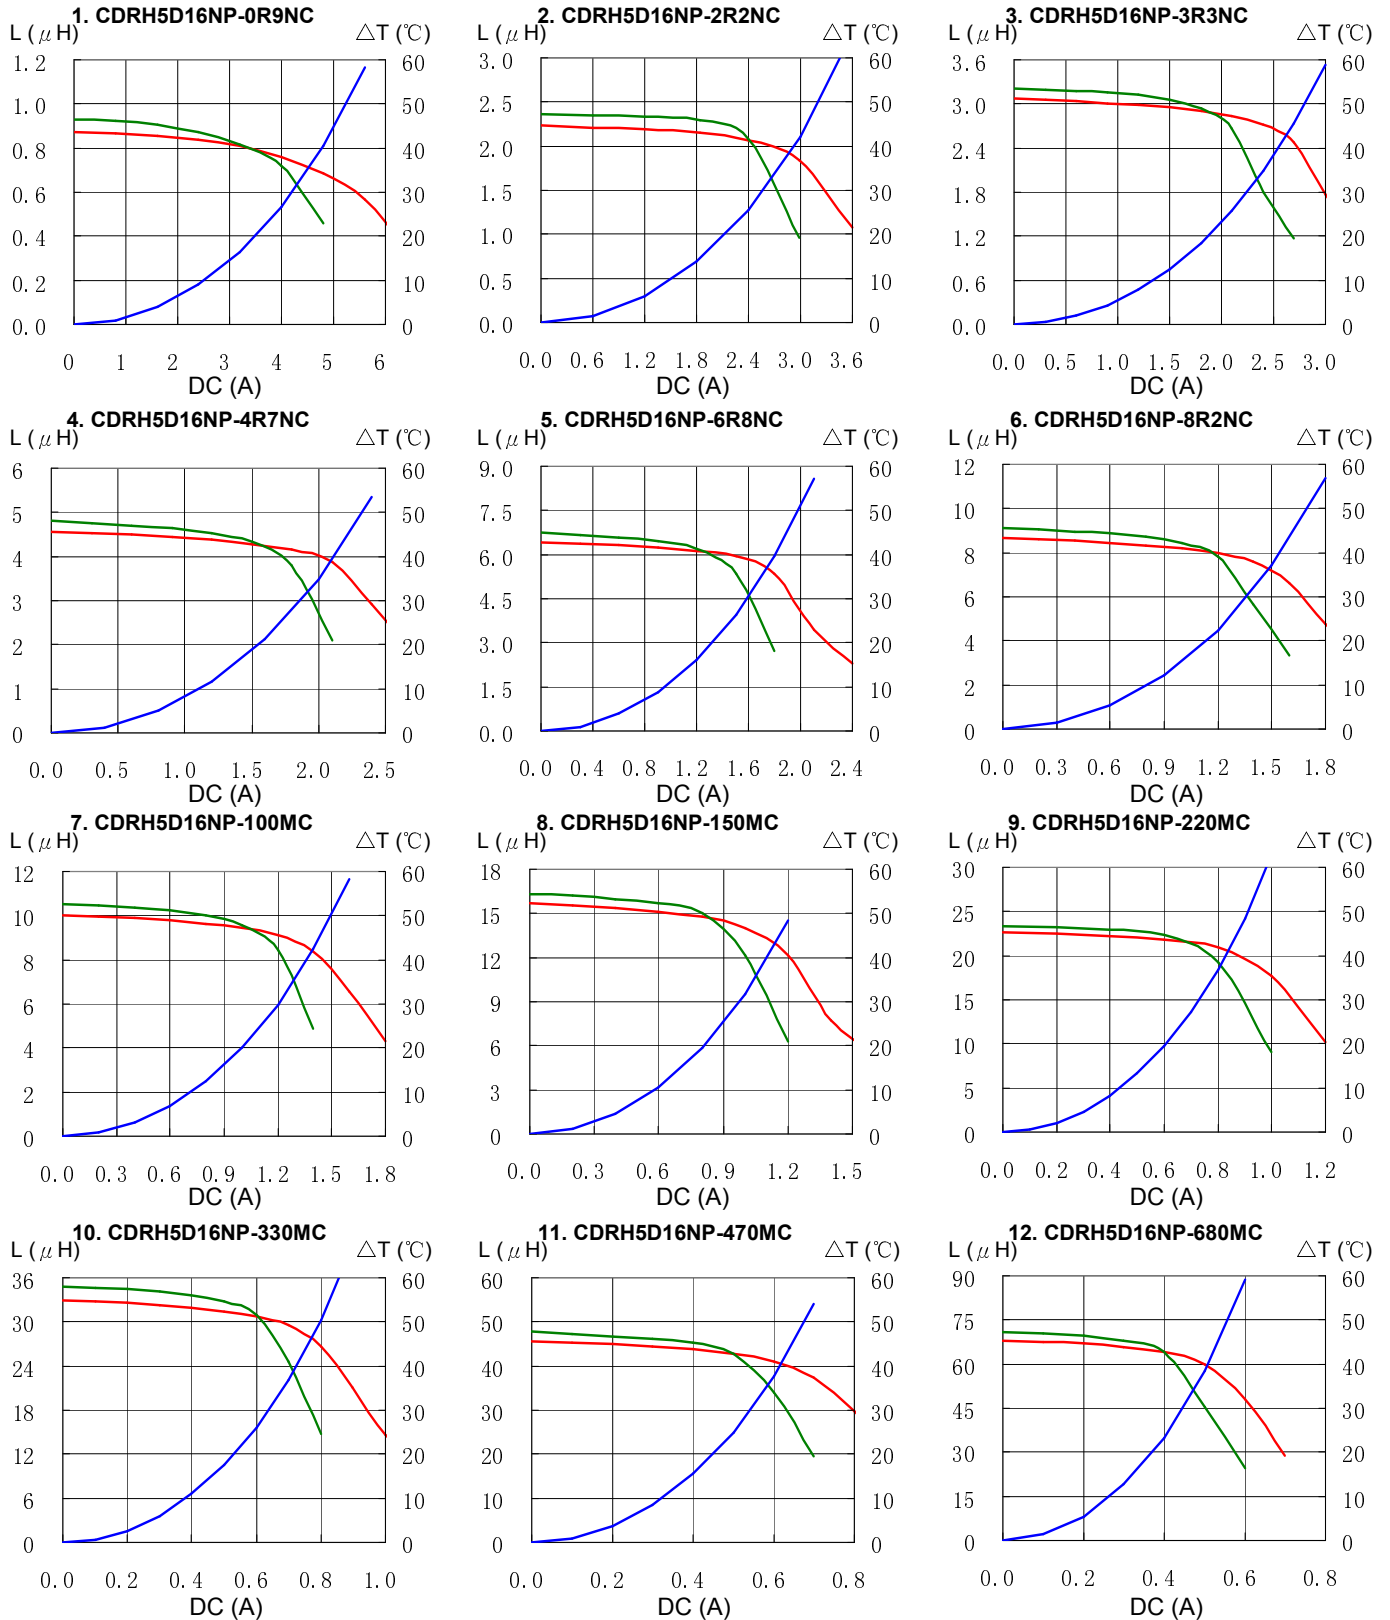 1. CDRH5D16NP-0R9NC
L (μH) △T (℃)
1.2 60
1.0 50
0.8 40
0.6 30
0.4 20
0.2 10
0.0 0
0 1 2 3 4 5 6
DC (A)
2. CDRH5D16NP-2R2NC
L (μH) △T (℃)
3.0 60
2.5 50
2.0 40
1.5 30
1.0 20
0.5 10
0.0 0
0.0 0.6 1.2 1.8 2.4 3.0 3.6
DC (A)
3. CDRH5D16NP-3R3NC
L (μH) △T (℃)
3.6 60
3.0 50
2.4 40
1.8 30
1.2 20
0.6 10
0.0 0
0.0 0.5 1.0 1.5 2.0 2.5 3.0
DC (A)
4. CDRH5D16NP-4R7NC
L (μH) △T (℃)
6 60
5 50
4 40
3 30
2 20
1 10
0 0
0.0 0.5 1.0 1.5 2.0 2.5
DC (A)
5. CDRH5D16NP-6R8NC
L (μH) △T (℃)
9.0 60
7.5 50
6.0 40
4.5 30
3.0 20
1.5 10
0.0 0
0.0 0.4 0.8 1.2 1.6 2.0 2.4
DC (A)
6. CDRH5D16NP-8R2NC
L (μH) △T (℃)
12 60
10 50
8 40
6 30
4 20
2 10
0 0
0.0 0.3 0.6 0.9 1.2 1.5 1.8
DC (A)
7. CDRH5D16NP-100MC
L (μH) △T (℃)
12 60
10 50
8 40
6 30
4 20
2 10
0 0
0.0 0.3 0.6 0.9 1.2 1.5 1.8
DC (A)
8. CDRH5D16NP-150MC
L (μH) △T (℃)
18 60
15 50
12 40
9 30
6 20
3 10
0 0
0.0 0.3 0.6 0.9 1.2 1.5
DC (A)
9. CDRH5D16NP-220MC
L (μH) △T (℃)
30 60
25 50
20 40
15 30
10 20
5 10
0 0
0.0 0.2 0.4 0.6 0.8 1.0 1.2
DC (A)
10. CDRH5D16NP-330MC
L (μH) △T (℃)
36 60
30 50
24 40
18 30
12 20
6 10
0 0
0.0 0.2 0.4 0.6 0.8 1.0
DC (A)
11. CDRH5D16NP-470MC
L (μH) △T (℃)
60 60
50 50
40 40
30 30
20 20
10 10
0 0
0.0 0.2 0.4 0.6 0.8
DC (A)
12. CDRH5D16NP-680MC
L (μH) △T (℃)
90 60
75 50
60 40
45 30
30 20
15 10
0 0
0.0 0.2 0.4 0.6 0.8
DC (A)